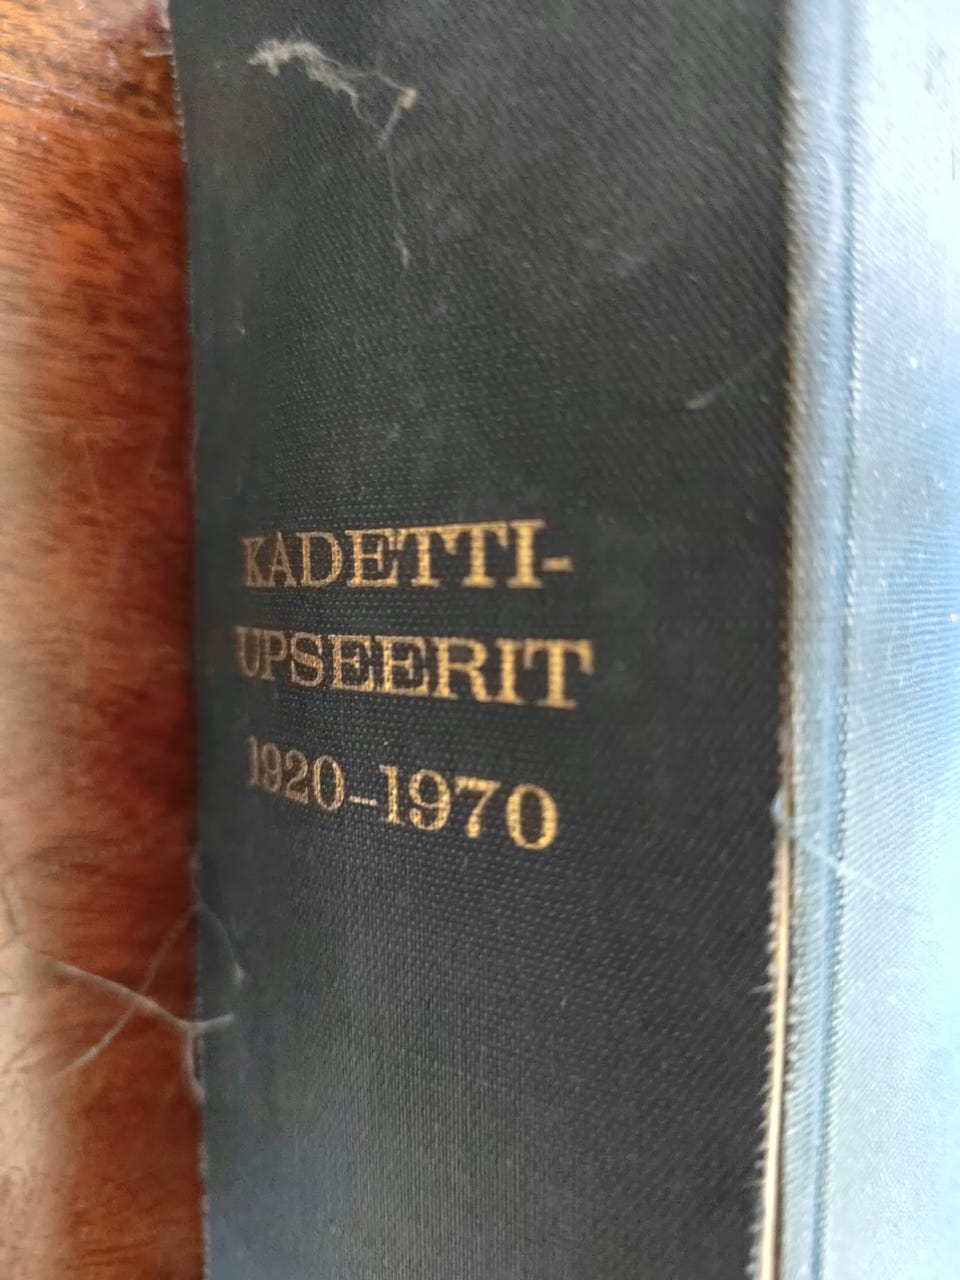 KADETTI-
UPSEERIT
1920–1970